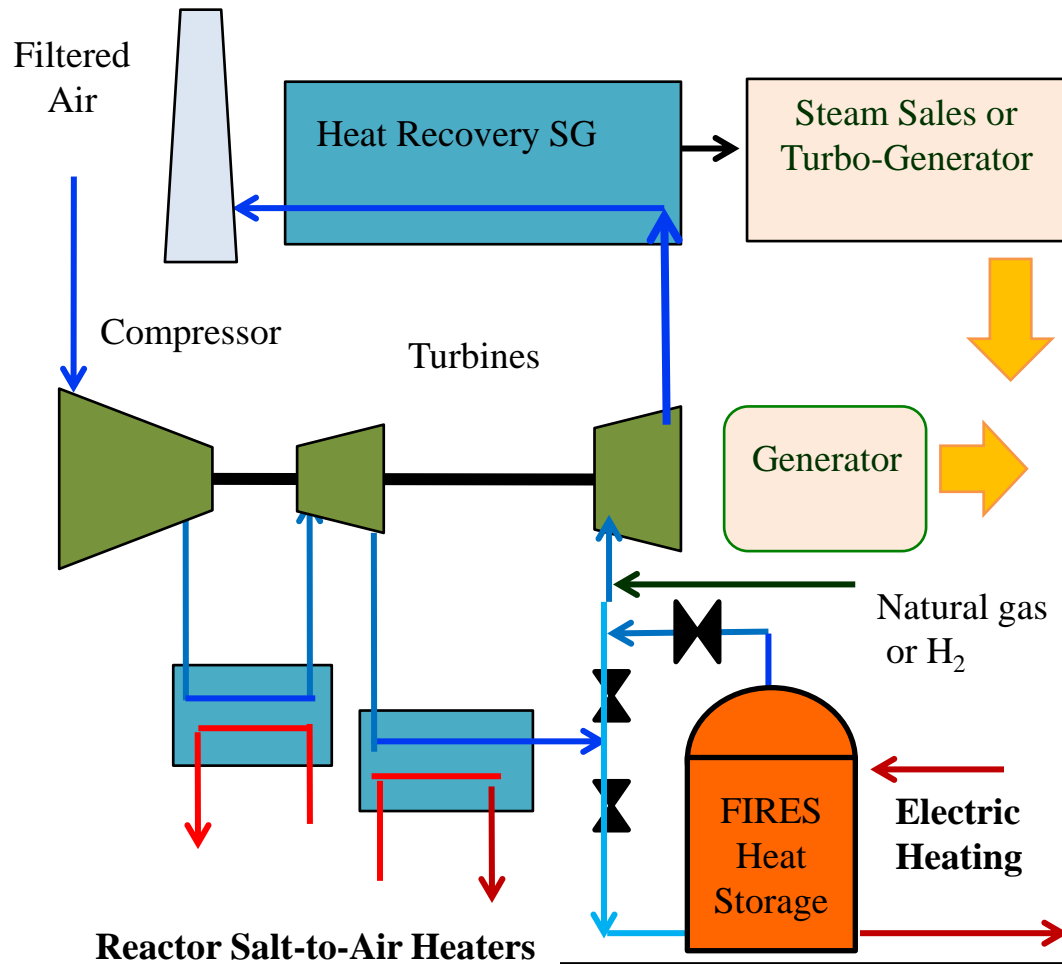 Filtered
Air
Heat Recovery SG
Steam Sales or
Turbo-Generator
Compressor
Turbines
Generator
Natural gas
or H₂
FIRES
Heat
Storage
Electric
Heating
Reactor Salt-to-Air Heaters